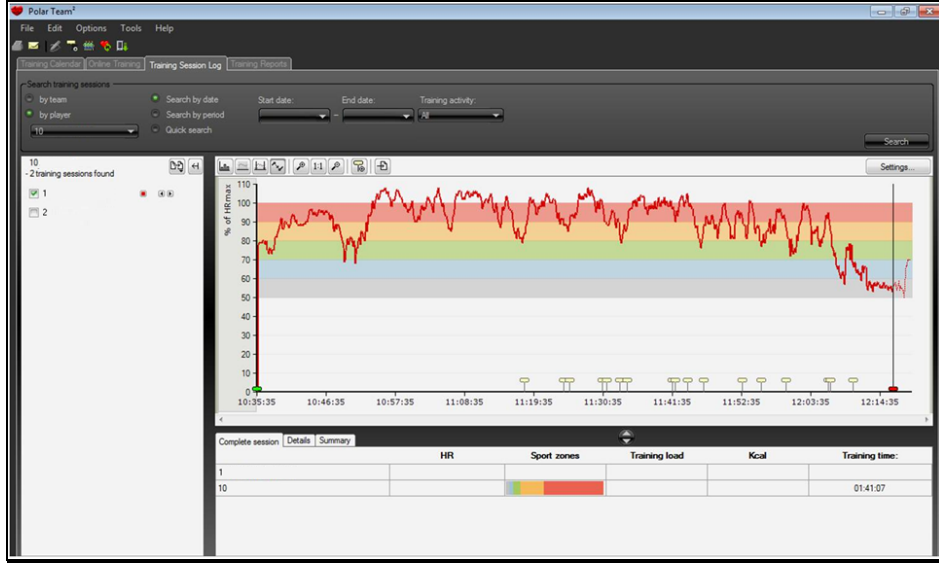 Polar Team²
File Edit Options Tools Help
Training Calendar Online Training Training Session Log Training Reports
Search training sessions
by team Search by date Start date: End date: Training activity:
by player Search by period - All
10 Quick search
Search
10
- 2 training sessions found
1:1 Settings...
1
2
% of HRmax
110
100
90
80
70
60
50
40
30
20
10
0
10:35:35 10:46:35 10:57:35 11:08:35 11:19:35 11:30:35 11:41:35 11:52:35 12:03:35 12:14:35
Complete session Details Summary
HR Sport zones Training load Kcal Training time:
1
10 01:41:07